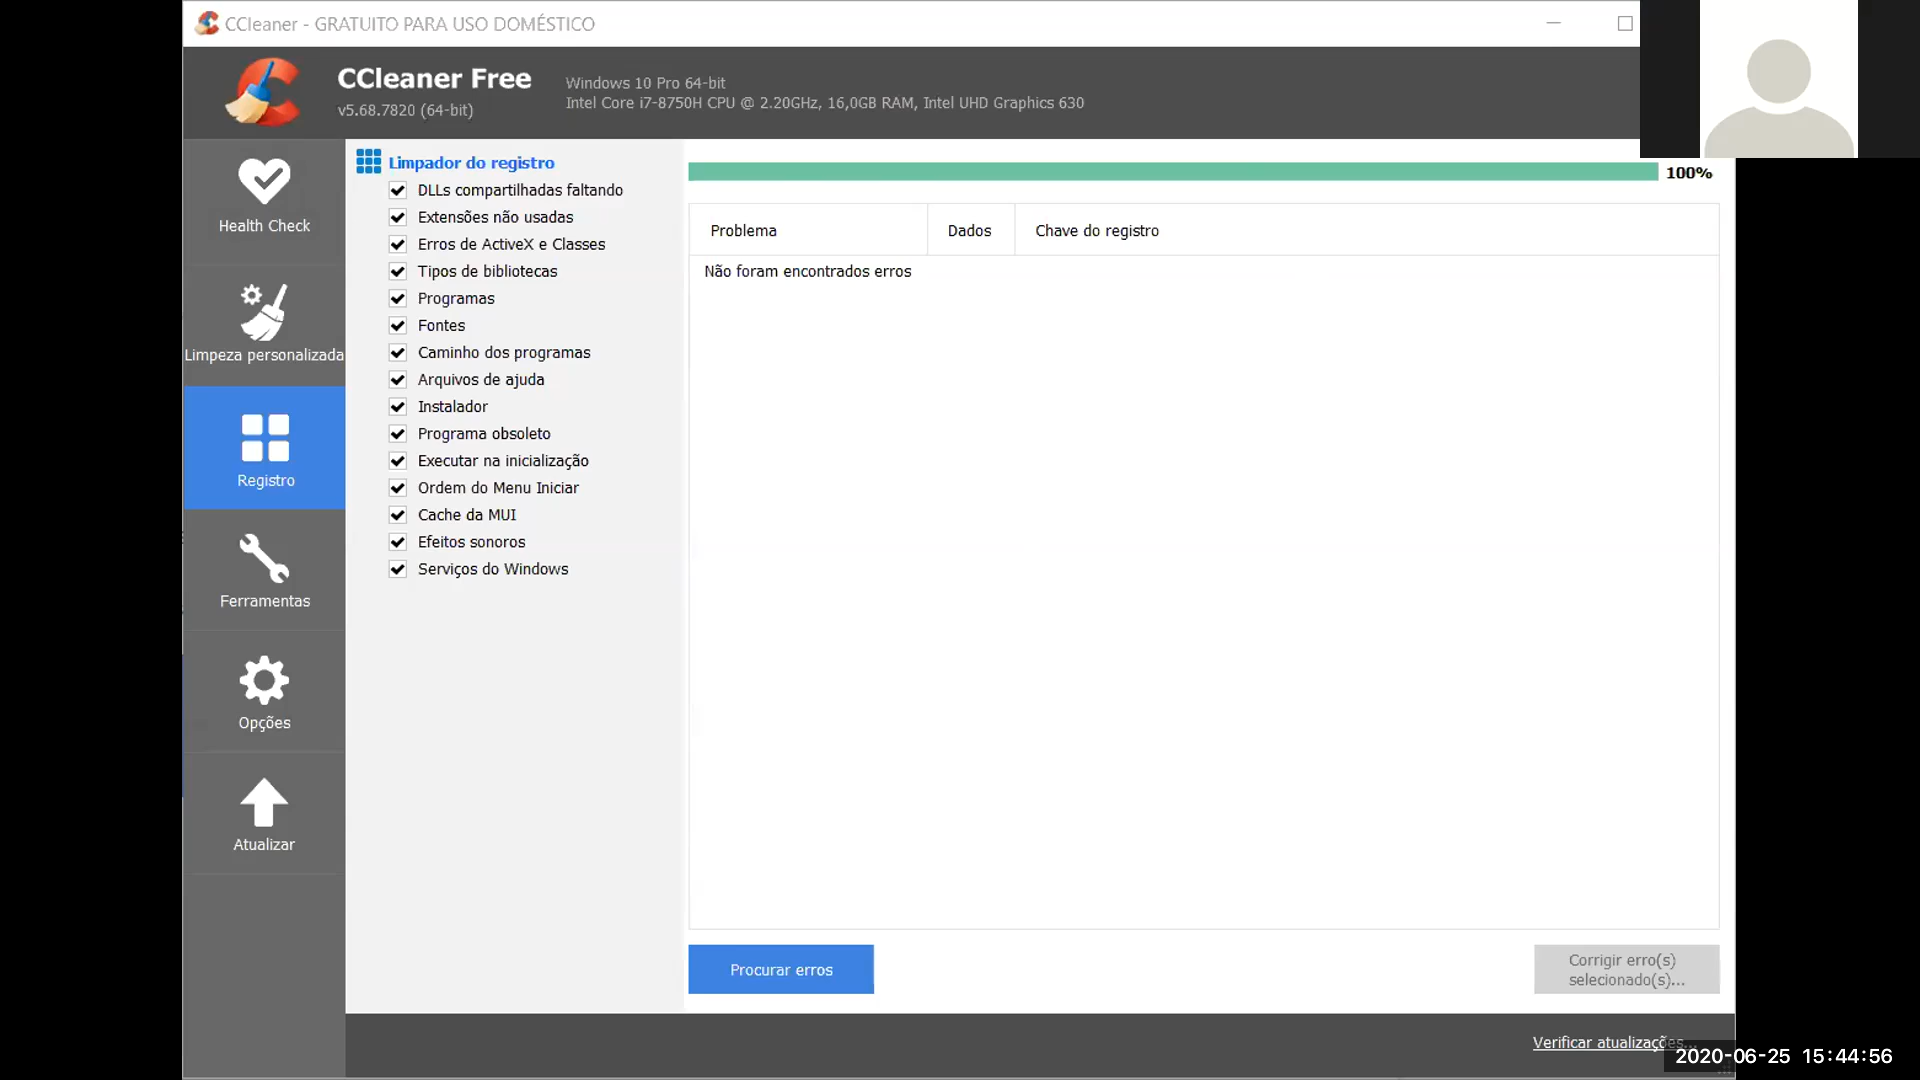 CCleaner - GRATUITO PARA USO DOMÉSTICO
CCleaner Free
v5.68.7820 (64-bit)
Windows 10 Pro 64-bit
Intel Core i7-8750H CPU @ 2.20GHz, 16,0GB RAM, Intel UHD Graphics 630
Health Check
Limpeza personalizada
Registro
Ferramentas
Opções
Atualizar
Limpador do registro
DLLs compartilhadas faltando
Extensões não usadas
Erros de ActiveX e Classes
Tipos de bibliotecas
Programas
Fontes
Caminho dos programas
Arquivos de ajuda
Instalador
Programa obsoleto
Executar na inicialização
Ordem do Menu Iniciar
Cache da MUI
Efeitos sonoros
Serviços do Windows
100%
Problema Dados Chave do registro
Não foram encontrados erros
Procurar erros
Corrigir erro(s)
selecionado(s)...
Verificar atualizações...
2020-06-25 15:44:56